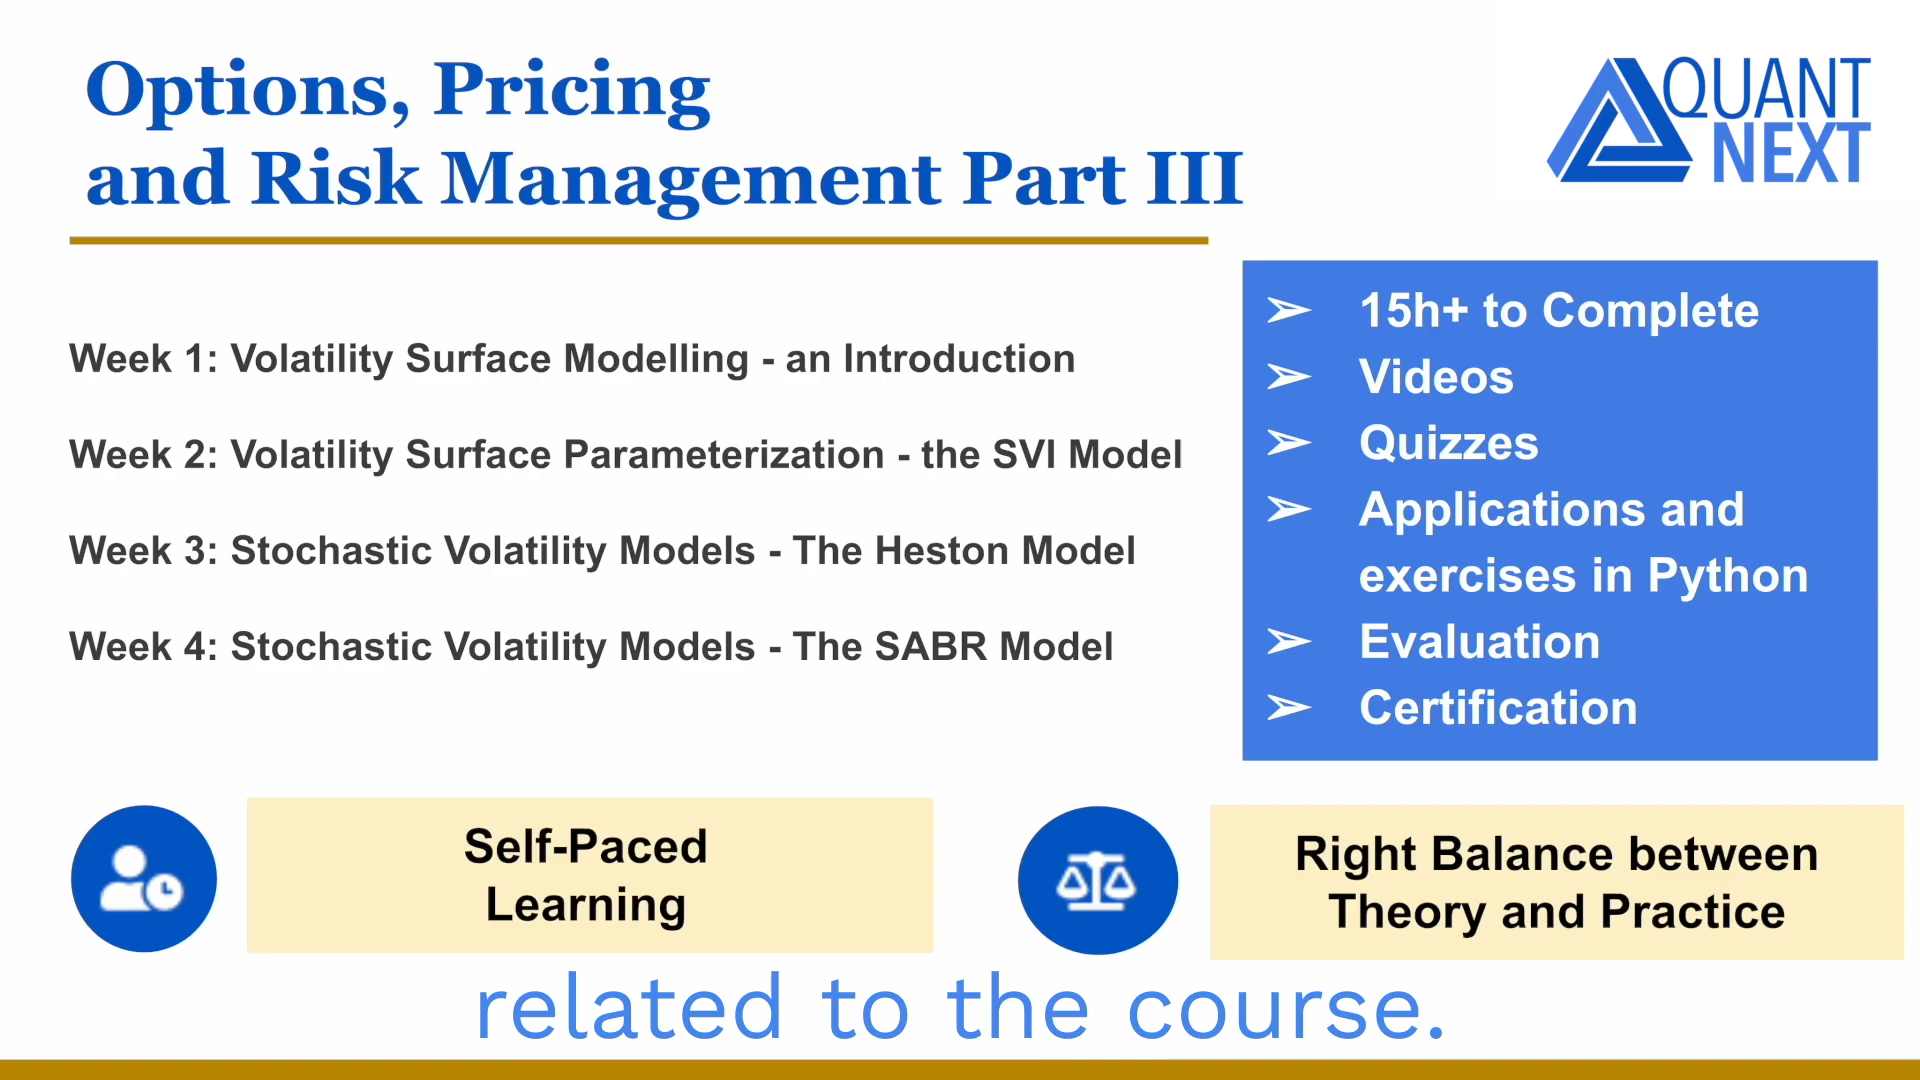 Options, Pricing
and Risk Management Part III
QUANT
NEXT
Week 1: Volatility Surface Modelling - an Introduction
Week 2: Volatility Surface Parameterization - the SVI Model
Week 3: Stochastic Volatility Models - The Heston Model
Week 4: Stochastic Volatility Models - The SABR Model
➢ 15h+ to Complete
➢ Videos
➢ Quizzes
➢ Applications and
exercises in Python
➢ Evaluation
➢ Certification
Self-Paced
Learning
Right Balance between
Theory and Practice
related to the course.